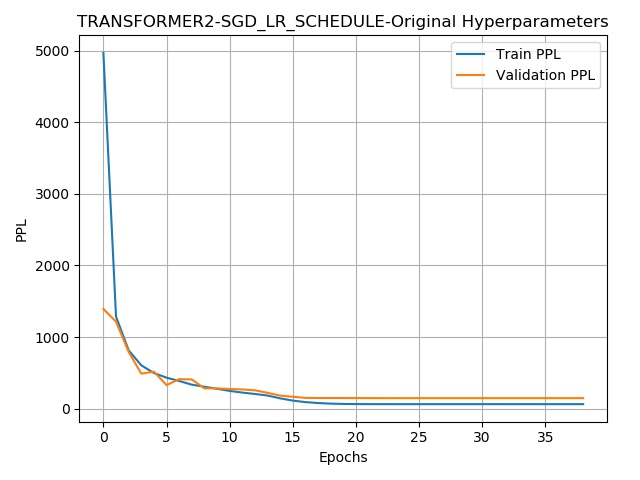 TRANSFORMER2-SGD_LR_SCHEDULE-Original Hyperparameters
Train PPL
Validation PPL
5000
4000
3000
2000
1000
0
PPL
0 5 10 15 20 25 30 35
Epochs